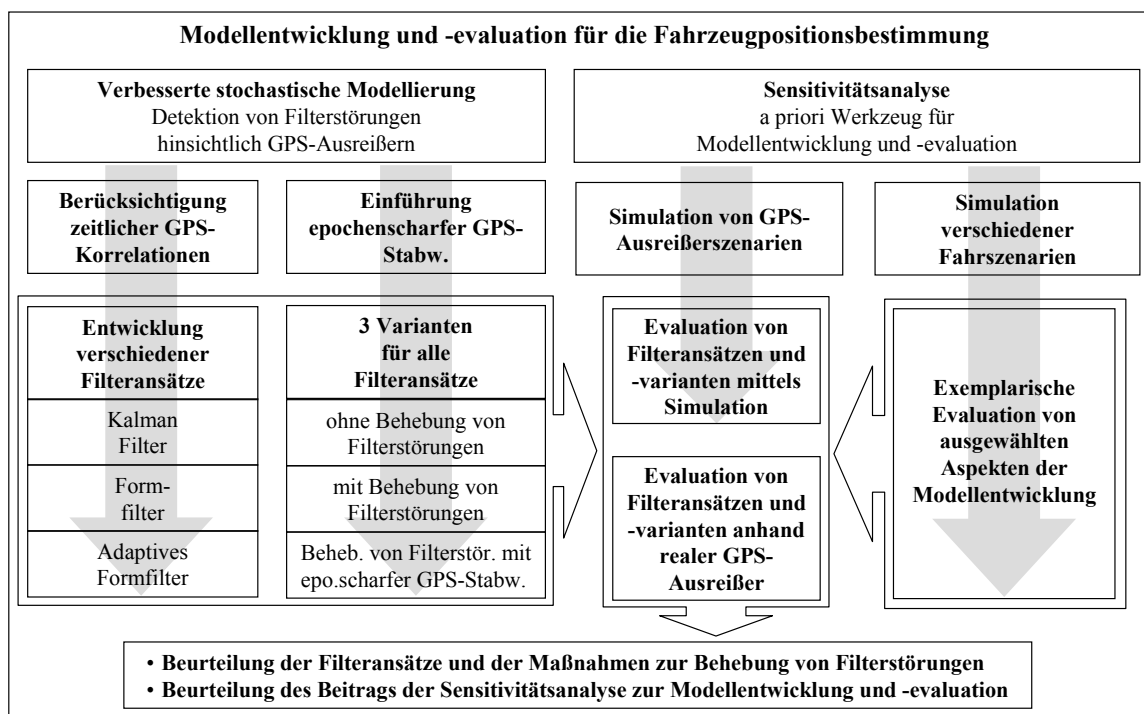 Modellentwicklung und -evaluation für die Fahrzeugpositionsbestimmung
Verbesserte stochastische Modellierung
Detektion von Filterstörungen
hinsichtlich GPS-Ausreißern
Sensitivitätsanalyse
a priori Werkzeug für
Modellentwicklung und -evaluation
Berücksichtigung
zeitlicher GPS-
Korrelationen
Einführung
epochenscharfer GPS-
Stabw.
Simulation von GPS-
Ausreißerszenarien
Simulation
verschiedener
Fahrszenarien
Entwicklung
verschiedener
Filteransätze
Kalman
Filter
Form-
filter
Adaptives
Formfilter
3 Varianten
für alle
Filteransätze
ohne Behebung von
Filterstörungen
mit Behebung von
Filterstörungen
Beheb. von Filterstör. mit
epo.scharfer GPS-Stabw.
Evaluation von
Filteransätzen und
-varianten mittels
Simulation
Evaluation von
Filteransätzen und
-varianten anhand
realer GPS-
Ausreißer
Exemplarische
Evaluation von
ausgewählten
Aspekten der
Modellentwicklung
• Beurteilung der Filteransätze und der Maßnahmen zur Behebung von Filterstörungen
• Beurteilung des Beitrags der Sensitivitätsanalyse zur Modellentwicklung und -evaluation